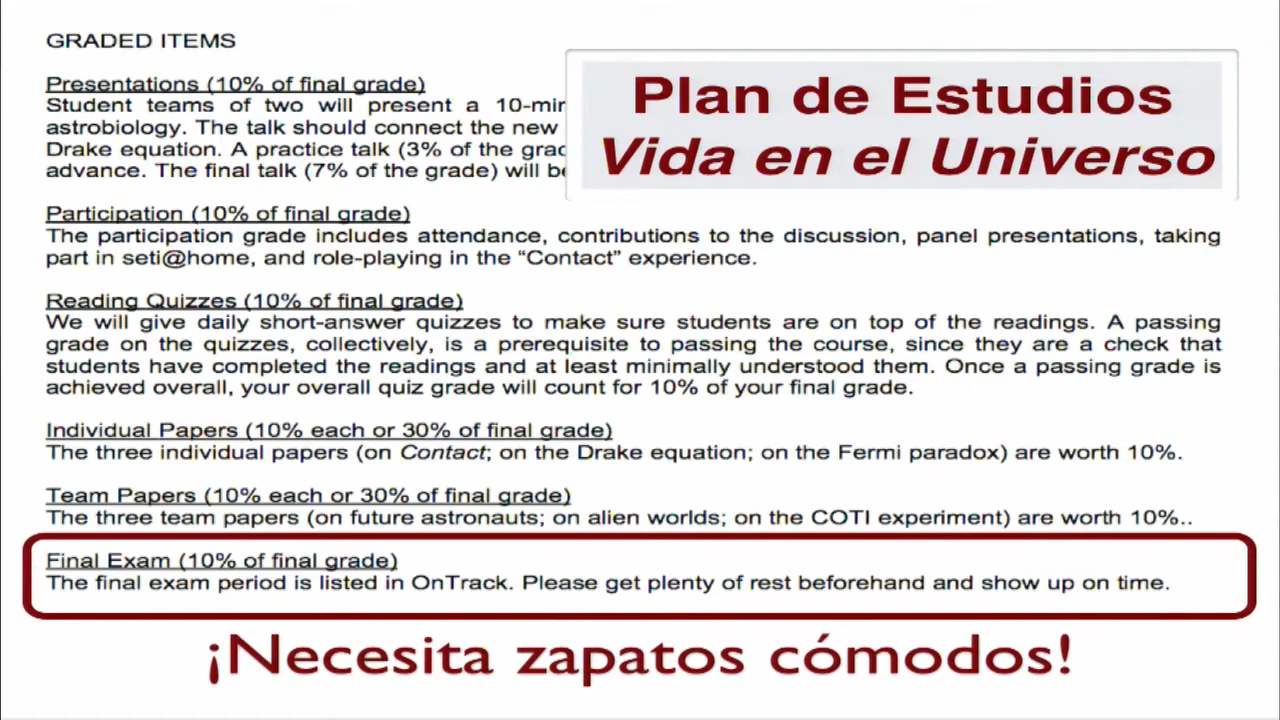 GRADED ITEMS
Plan de Estudios
Vida en el Universo
Presentations (10% of final grade)
Student teams of two will present a 10-min
astrobiology. The talk should connect the new
Drake equation. A practice talk (3% of the grad
advance. The final talk (7% of the grade) will be
Participation (10% of final grade)
The participation grade includes attendance, contributions to the discussion, panel presentations, taking
part in seti@home, and role-playing in the “Contact” experience.
Reading Quizzes (10% of final grade)
We will give daily short-answer quizzes to make sure students are on top of the readings. A passing
grade on the quizzes, collectively, is a prerequisite to passing the course, since they are a check that
students have completed the readings and at least minimally understood them. Once a passing grade is
achieved overall, your overall quiz grade will count for 10% of your final grade.
Individual Papers (10% each or 30% of final grade)
The three individual papers (on Contact; on the Drake equation; on the Fermi paradox) are worth 10%.
Team Papers (10% each or 30% of final grade)
The three team papers (on future astronauts; on alien worlds; on the COTI experiment) are worth 10%..
Final Exam (10% of final grade)
The final exam period is listed in OnTrack. Please get plenty of rest beforehand and show up on time.
¡Necesita zapatos cómodos!